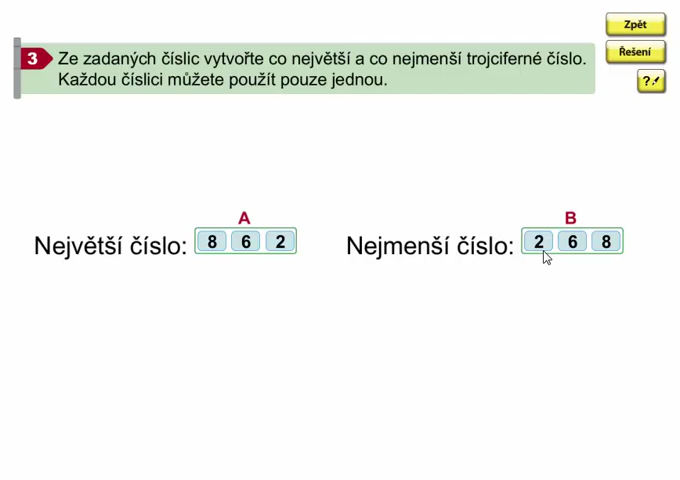 Zpět
Řešení
?
3 Ze zadaných číslic vytvořte co největší a co nejmenší trojciferné číslo.
Každou číslici můžete použít pouze jednou.
A
B
Největší číslo: 8 6 2
Nejmenší číslo: 2 6 8